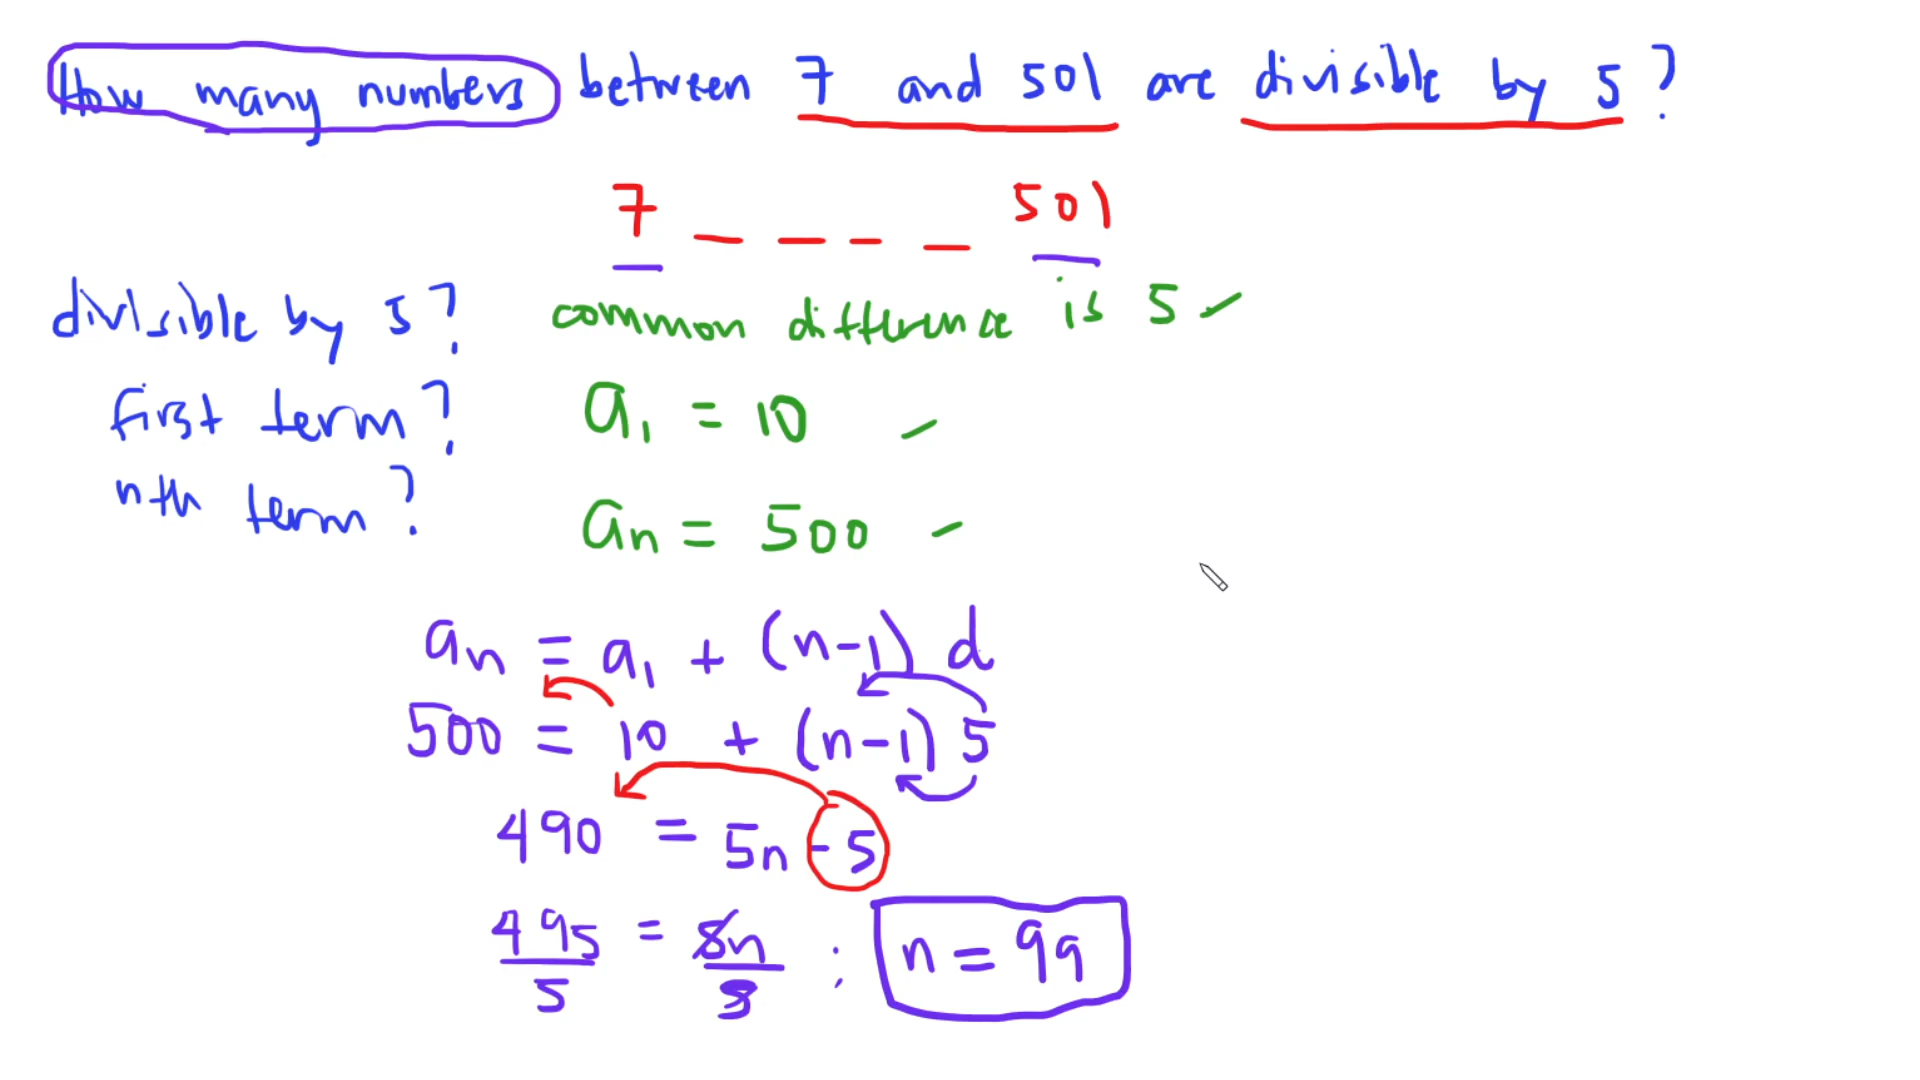 How many numbers between 7 and 501 are divisible by 5?
7 _ _ _ _ 501
divisible by 5? common difference is 5
first term? a₁ = 10
nth term? aₙ = 500
aₙ = a₁ + (n-1) d
500 = 10 + (n-1) 5
490 = 5n - 5
495/5 = 5n/5 ; n = 99